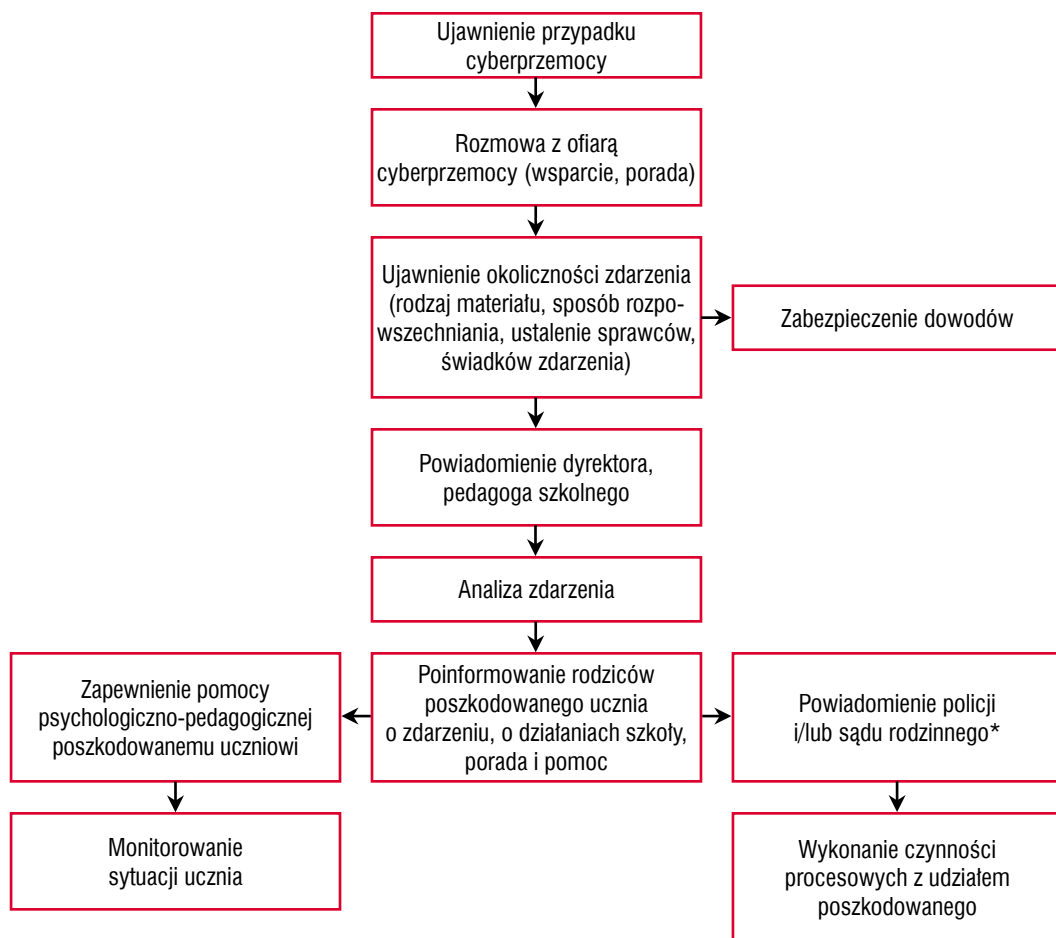 Ujawnienie przypadku
cyberprzemocy
Rozmowa z ofiarą
cyberprzemocy (wsparcie, porada)
Ujawnienie okoliczności zdarzenia
(rodzaj materiału, sposób rozpo-
wszechniania, ustalenie sprawców,
świadków zdarzenia)
Zabezpieczenie dowodów
Powiadomienie dyrektora,
pedagoga szkolnego
Analiza zdarzenia
Zapewnienie pomocy
psychologiczno-pedagogicznej
poszkodowanemu uczniowi
Poinformowanie rodziców
poszkodowanego ucznia
o zdarzeniu, o działaniach szkoły,
porada i pomoc
Powiadomienie policji
i/lub sądu rodzinnego*
Monitorowanie
sytuacji ucznia
Wykonanie czynności
procesowych z udziałem
poszkodowanego